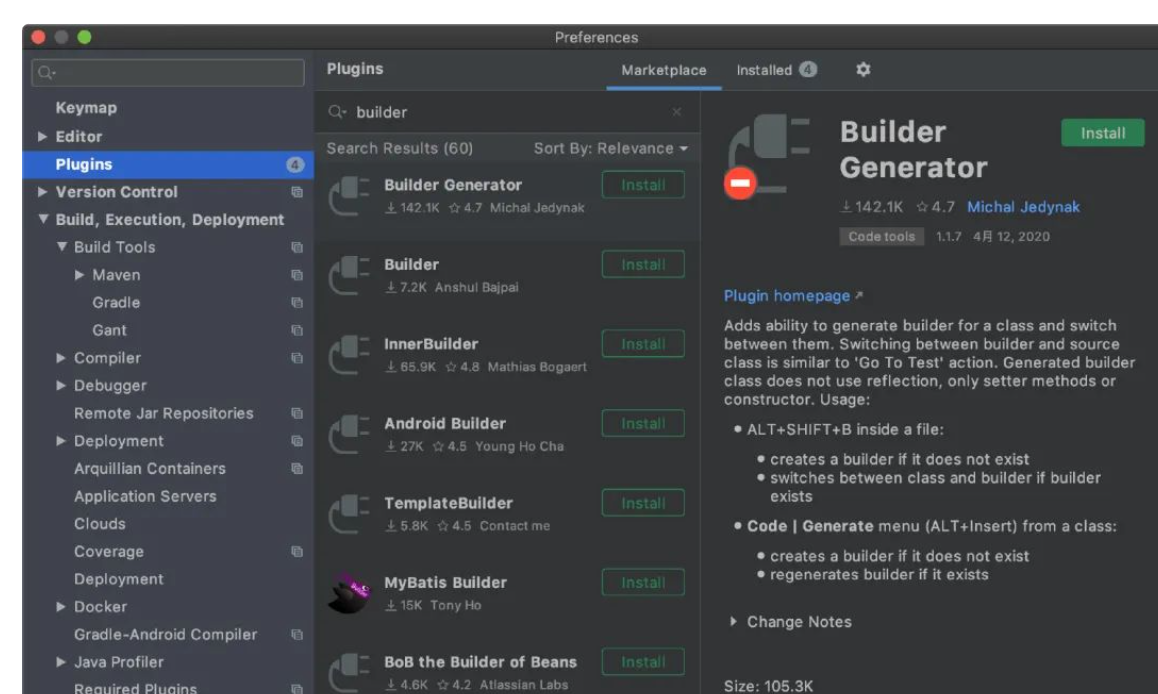 Preferences
Keymap
Editor
Plugins
4
Version Control
Build, Execution, Deployment
Build Tools
Maven
Gradle
Gant
Compiler
Debugger
Remote Jar Repositories
Deployment
Arquillian Containers
Application Servers
Clouds
Coverage
Deployment
Docker
Gradle-Android Compiler
Java Profiler
Required Plugins
Plugins
Marketplace
Installed 4
builder
Search Results (60)
Sort By: Relevance
Builder Generator
142.1K 4.7 Michal Jedynak
Install
Builder
7.2K Anshul Bajpai
Install
InnerBuilder
65.9K 4.8 Mathias Bogaert
Install
Android Builder
27K 4.5 Young Ho Cha
Install
TemplateBuilder
5.8K 4.5 Contact me
Install
MyBatis Builder
15K Tony Ho
Install
BoB the Builder of Beans
4.6K 4.2 Atlassian Labs
Install
Builder
Generator
Install
142.1K 4.7 Michal Jedynak
Code tools 1.1.7 4月 12, 2020
Plugin homepage
Adds ability to generate builder for a class and switch
between them. Switching between builder and source
class is similar to 'Go To Test' action. Generated builder
class does not use reflection, only setter methods or
constructor. Usage:
ALT+SHIFT+B inside a file:
creates a builder if it does not exist
switches between class and builder if builder
exists
Code | Generate menu (ALT+Insert) from a class:
creates a builder if it does not exist
regenerates builder if it exists
Change Notes
Size: 105.3K